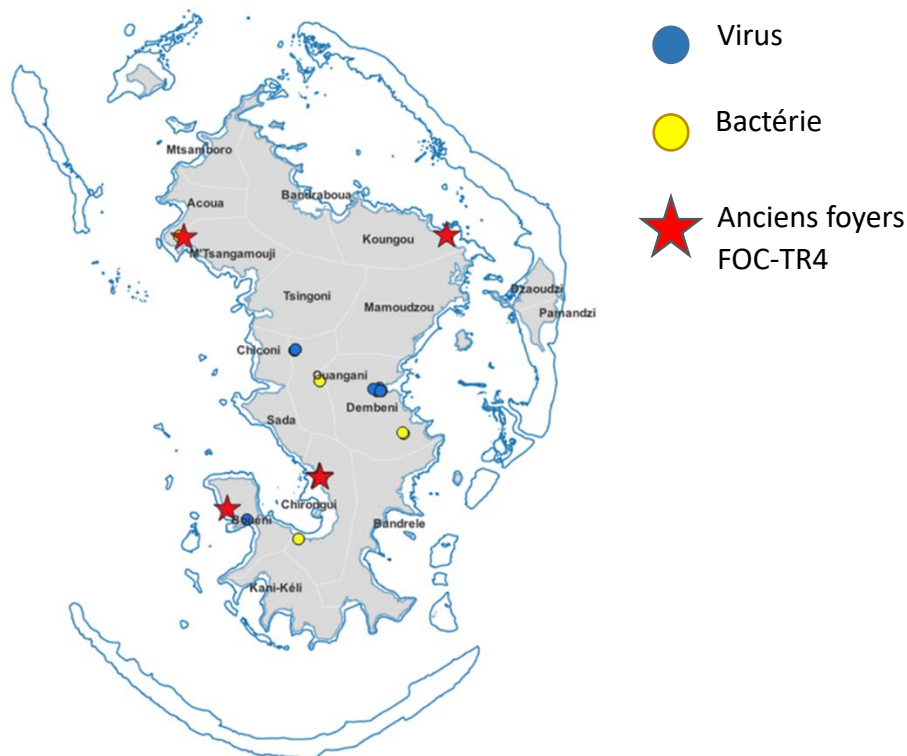 Virus
Bactérie
Anciens foyers
FOC-TR4
Mtsamboro
Acoua
Bandraboua
Koungou
M'Tsangamouji
Tsingoni
Mamoudzou
Dzaoudzi
Pamandzi
Chiconi
Ouangani
Dembeni
Sada
Chirongui
Bouéni
Bandrele
Kani-Kéli